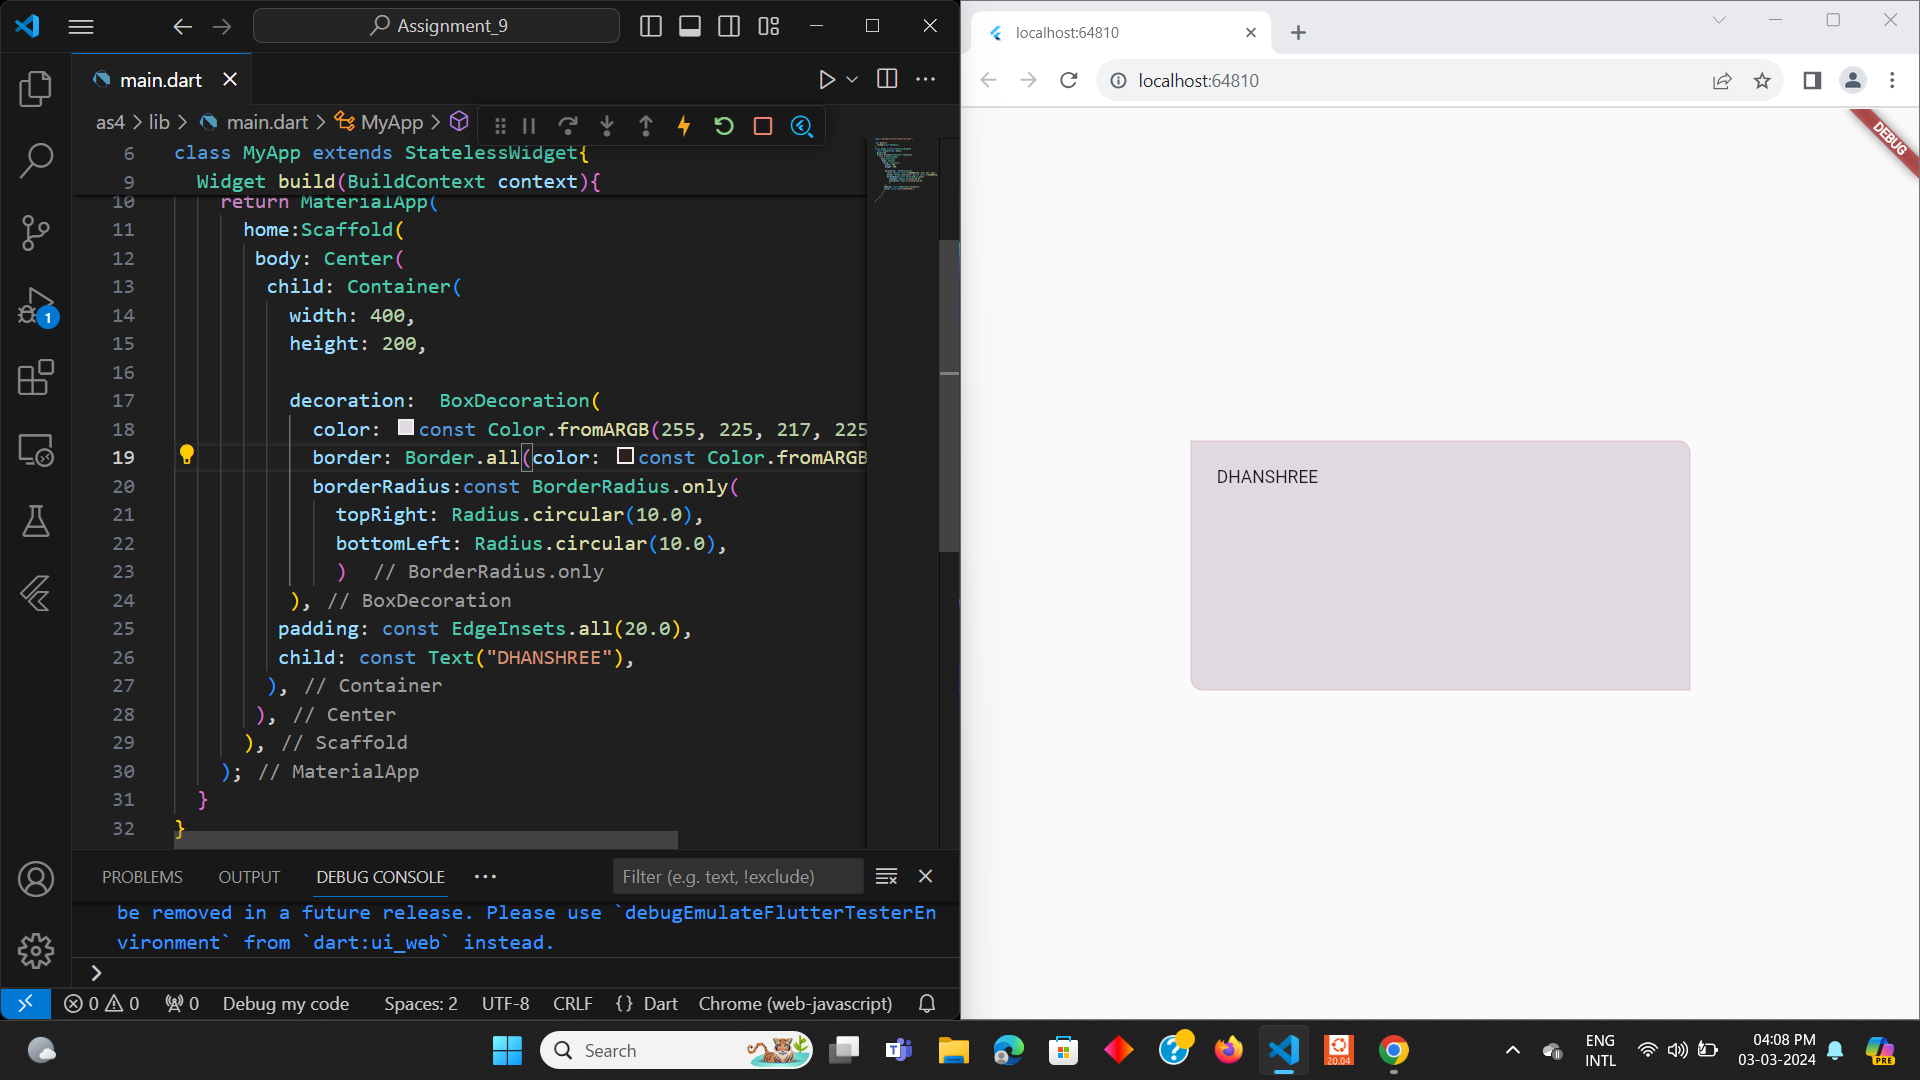 Assignment_9
main.dart
as4 > lib > main.dart > MyApp >
6 class MyApp extends StatelessWidget{
9 Widget build(BuildContext context){
10 return MaterialApp(
11 home:Scaffold(
12 body: Center(
13 child: Container(
14 width: 400,
15 height: 200,
16
17 decoration:  BoxDecoration(
18 color: const Color.fromARGB(255, 225, 217, 225
19 border: Border.all(color: const Color.fromARGB
20 borderRadius:const BorderRadius.only(
21 topRight: Radius.circular(10.0),
22 bottomLeft: Radius.circular(10.0),
23 )  // BorderRadius.only
24 ), // BoxDecoration
25 padding: const EdgeInsets.all(20.0),
26 child: const Text("DHANSHREE"),
27 ), // Container
28 ), // Center
29 ), // Scaffold
30 ); // MaterialApp
31 }
32 }
1
PROBLEMS OUTPUT DEBUG CONSOLE ··· Filter (e.g. text, !exclude)
be removed in a future release. Please use `debugEmulateFlutterTesterEn
vironment` from `dart:ui_web` instead.
>
0 0 0 Debug my code Spaces: 2 UTF-8 CRLF {} Dart Chrome (web-javascript)
localhost:64810
localhost:64810
DEBUG
DHANSHREE
Search
20.04
ENG
INTL
04:08 PM
03-03-2024
PRE